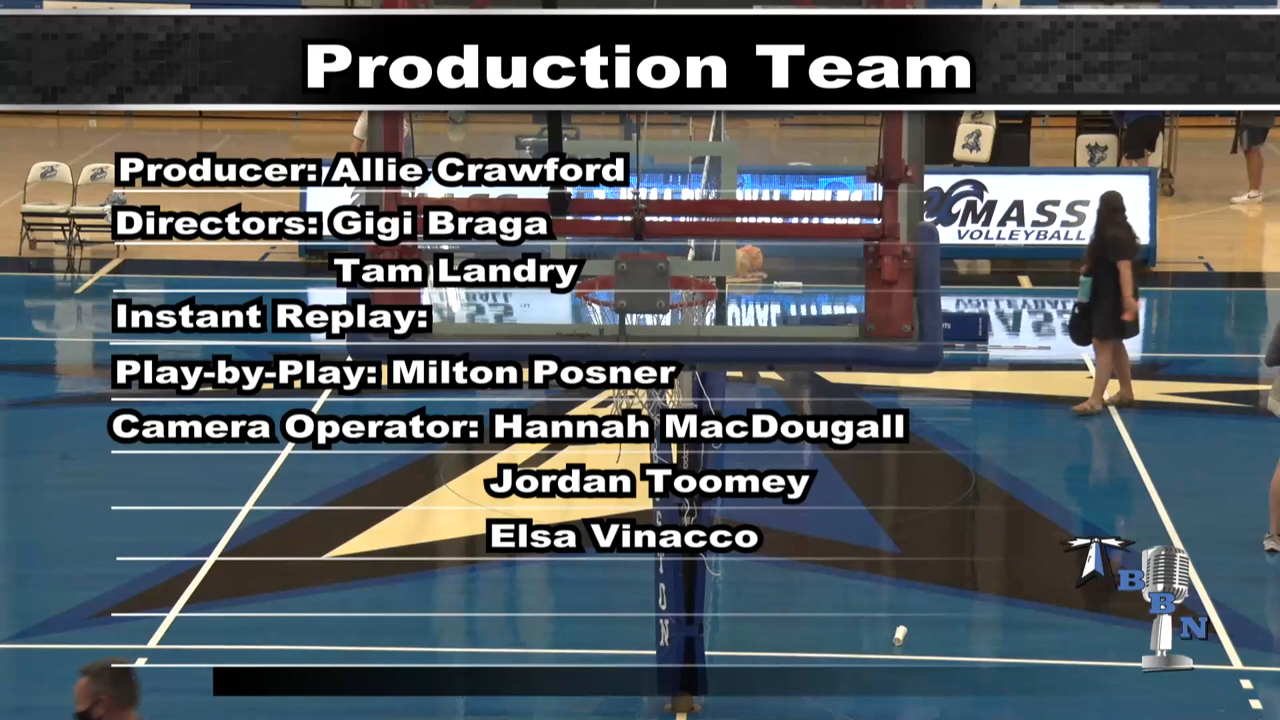 Production Team
Producer: Allie Crawford
Directors: Gigi Braga
Tam Landry
Instant Replay:
Play-by-Play: Milton Posner
Camera Operator: Hannah MacDougall
Jordan Toomey
Elsa Vinacco
MASS
VOLLEYBALL
TON
T
B
B
N